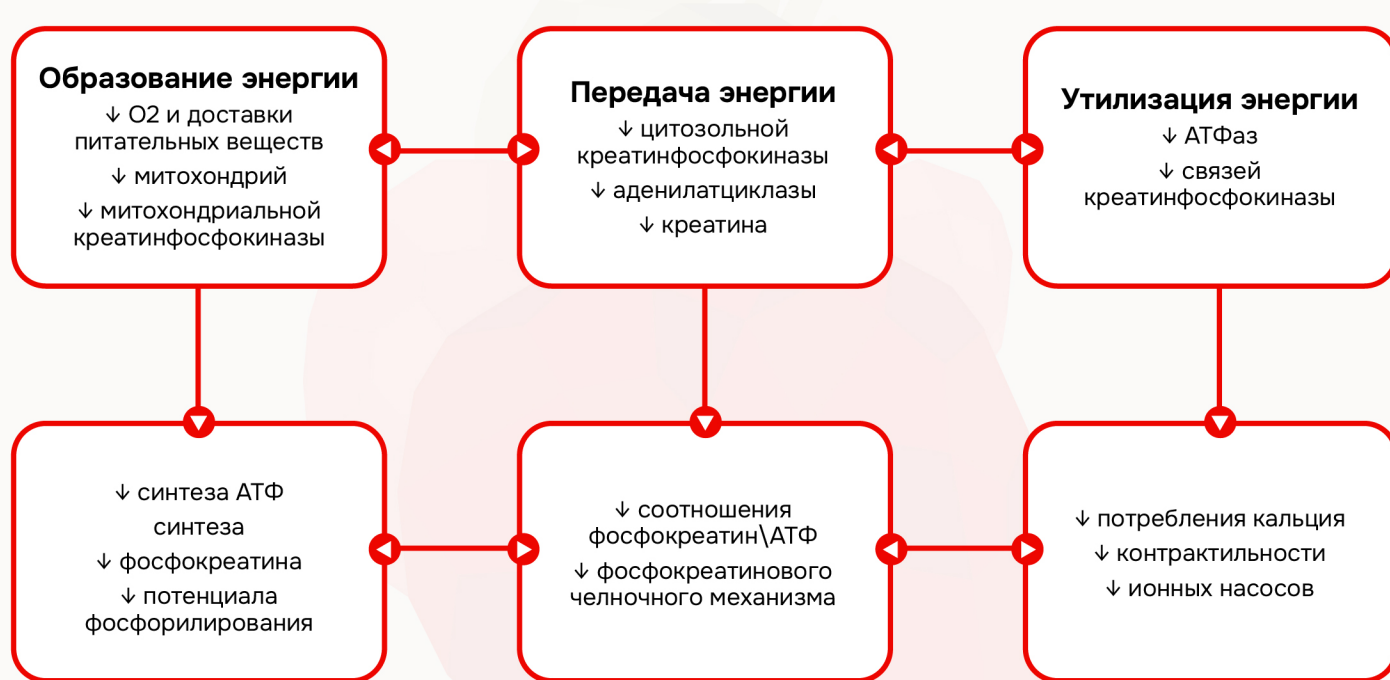 Образование энергии
↓ О2 и доставки
питательных веществ
↓ митохондрий
↓ митохондриальной
креатинфосфокиназы
Передача энергии
↓ цитозольной
креатинфосфокиназы
↓ аденилатциклазы
↓ креатина
Утилизация энергии
↓ АТФаз
↓ связей
креатинфосфокиназы
↓ синтеза АТФ
синтеза
↓ фосфокреатина
↓ потенциала
фосфорилирования
↓ соотношения
фосфокреатин\АТФ
↓ фосфокреатинового
челночного механизма
↓ потребления кальция
↓ контрактильности
↓ ионных насосов